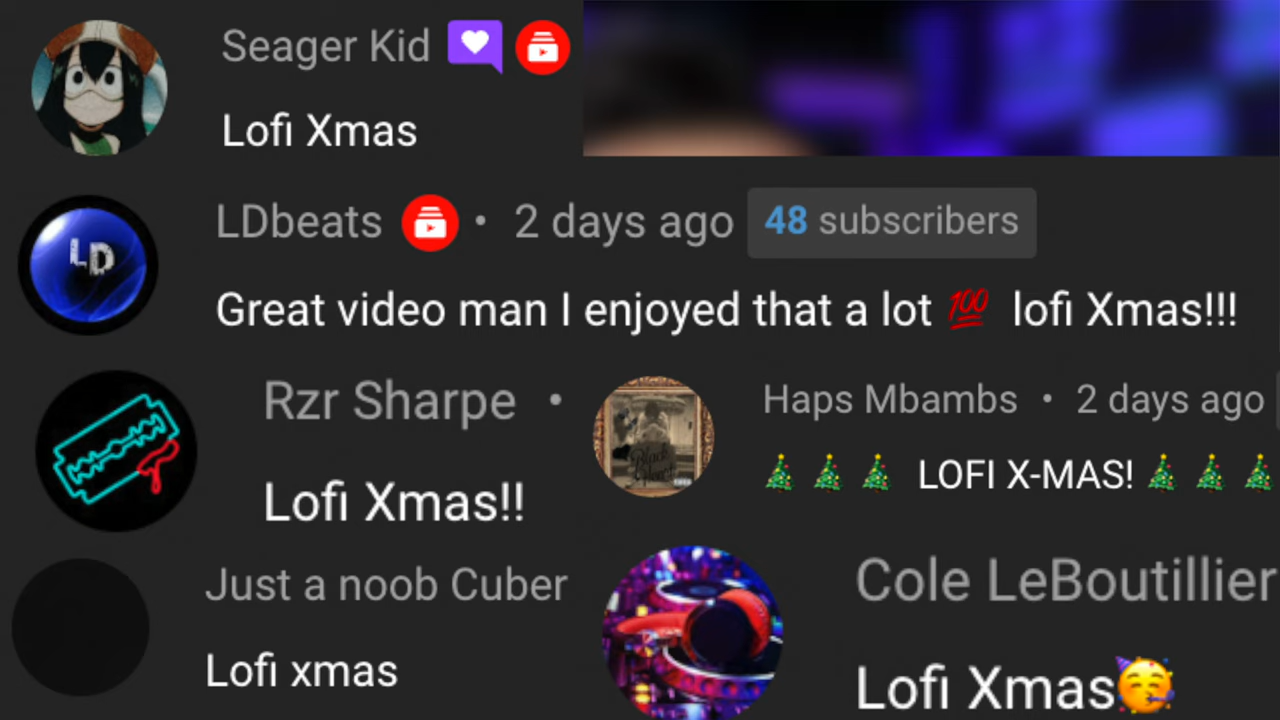 Seager Kid
Lofi Xmas
LD
LDbeats • 2 days ago 48 subscribers
Great video man I enjoyed that a lot 💯 lofi Xmas!!!
Rzr Sharpe •
Lofi Xmas!!
Haps Mbambs • 2 days ago
🎄🎄🎄 LOFI X-MAS!🎄🎄🎄
Just a noob Cuber
Lofi xmas
Cole LeBoutillier
Lofi Xmas🥳